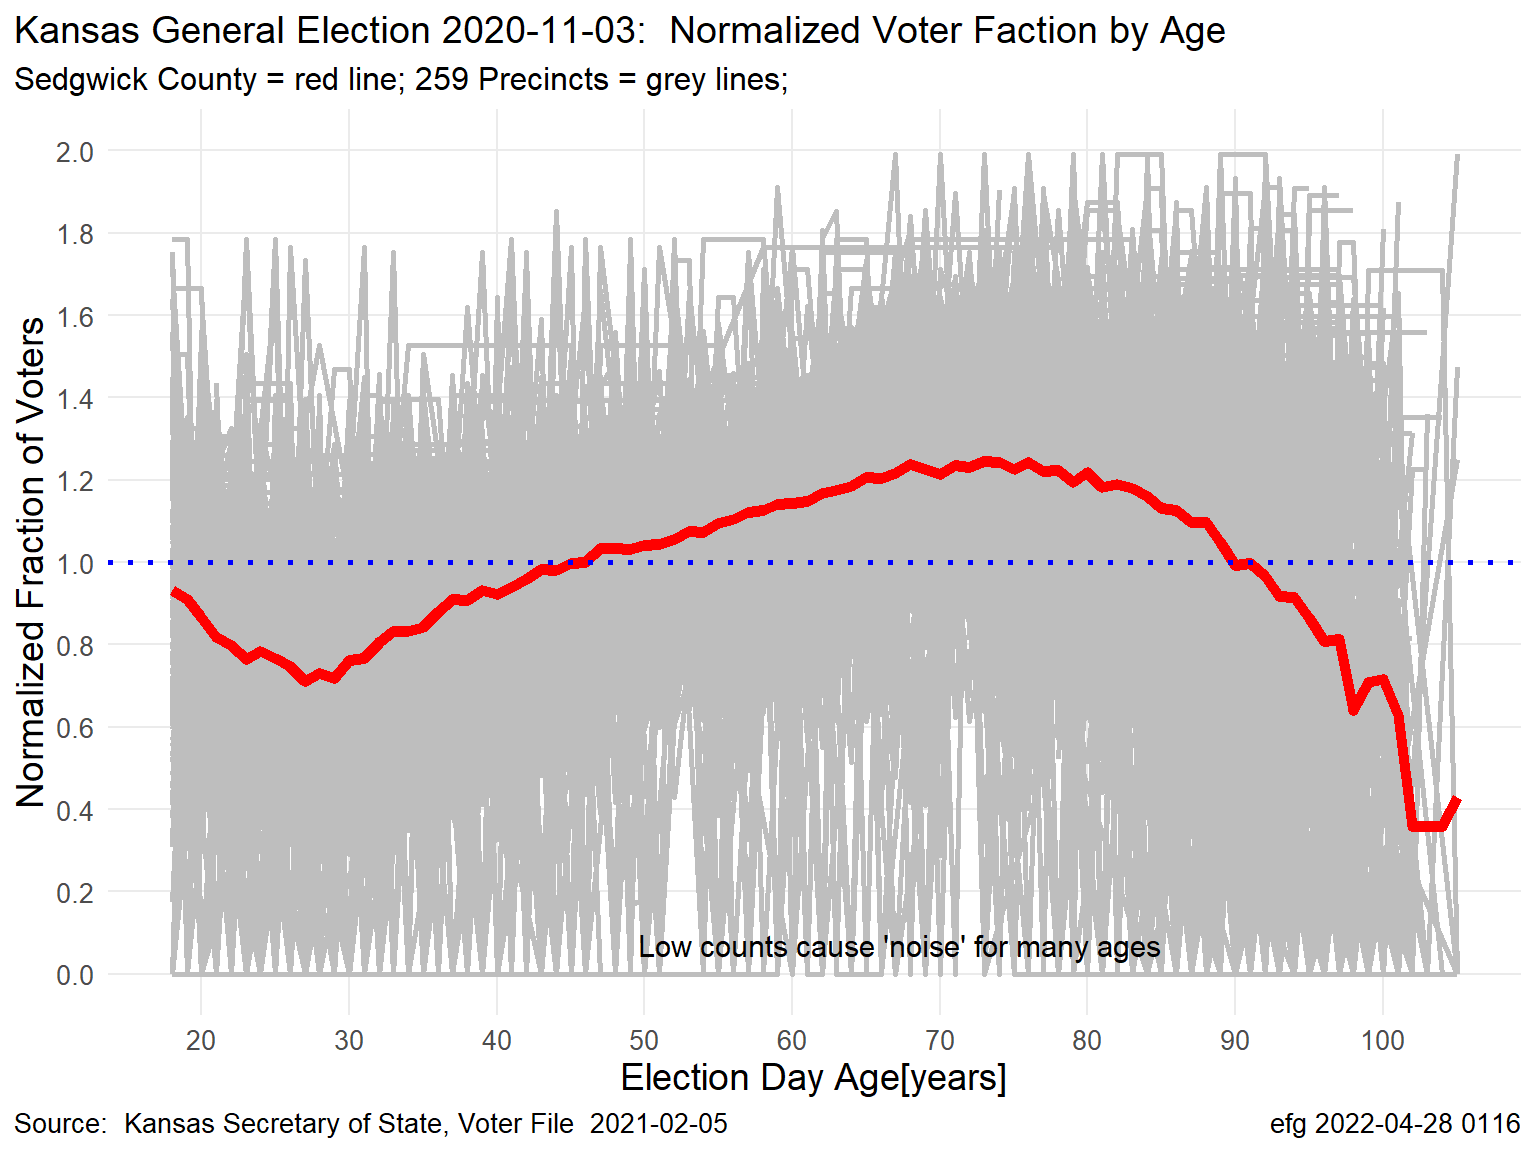 Kansas General Election 2020-11-03:  Normalized Voter Faction by Age
Sedgwick County = red line; 259 Precincts = grey lines;
Normalized Fraction of Voters
2.0
1.8
1.6
1.4
1.2
1.0
0.8
0.6
0.4
0.2
0.0
Low counts cause 'noise' for many ages
20 30 40 50 60 70 80 90 100
Election Day Age[years]
Source:  Kansas Secretary of State, Voter File  2021-02-05
efg 2022-04-28 0116